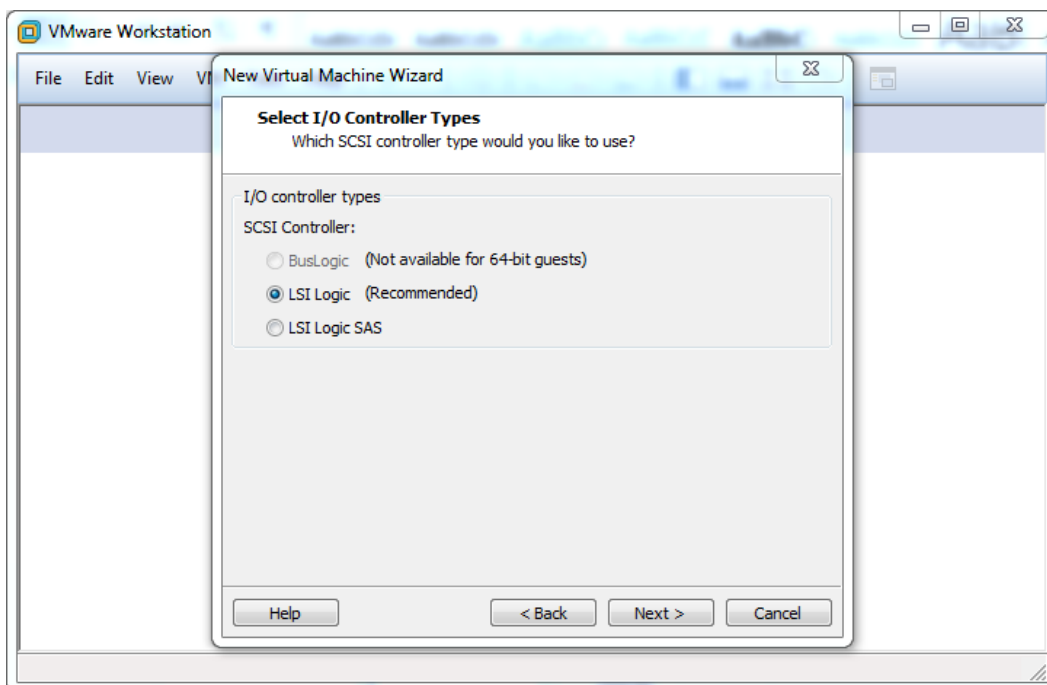 VMware Workstation
File Edit View
New Virtual Machine Wizard
Select I/O Controller Types
Which SCSI controller type would you like to use?
I/O controller types
SCSI Controller:
BusLogic (Not available for 64-bit guests)
LSI Logic (Recommended)
LSI Logic SAS
Help < Back Next > Cancel